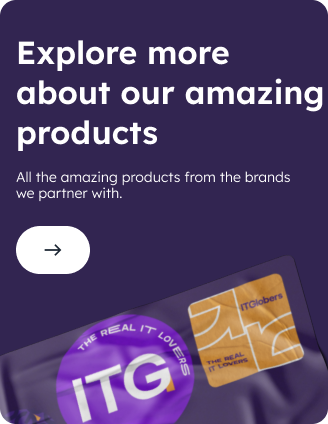 Explore more
about our amazing
products
All the amazing products from the brands
we partner with.
THE REAL IT LOVERS
ITG
ITGlobers
THE REAL
IT LOVERS